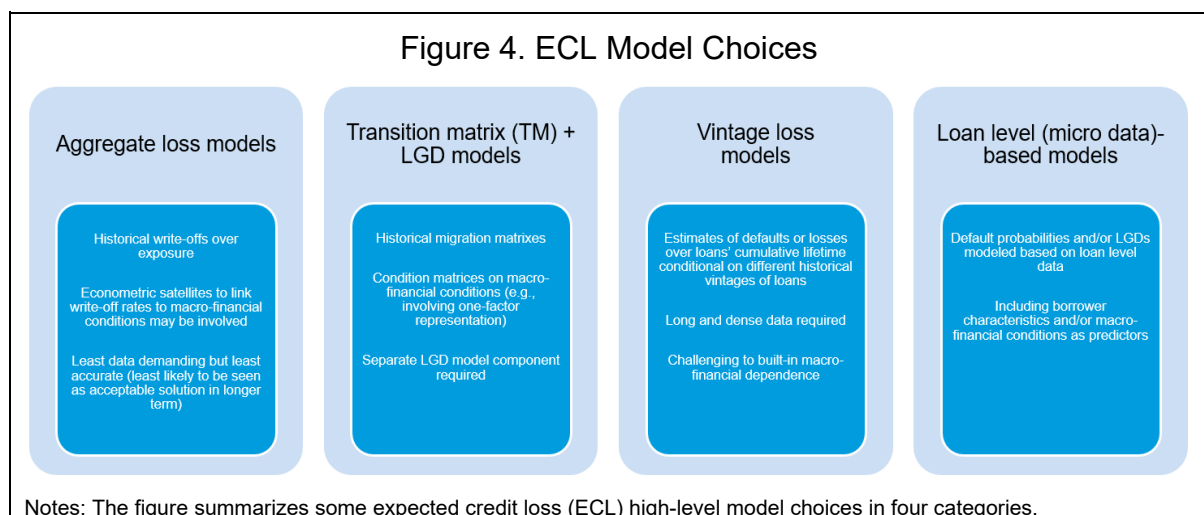 Figure 4. ECL Model Choices
Aggregate loss models
Historical write-offs over
exposure
Econometric satellites to link
write-off rates to macro-financial
conditions may be involved
Least data demanding but least
accurate (least likely to be seen
as acceptable solution in longer
term)
Transition matrix (TM) +
LGD models
Historical migration matrixes
Condition matrices on macro-
financial conditions (e.g.,
involving one-factor
representation)
Separate LGD model component
required
Vintage loss
models
Estimates of defaults or losses
over loans' cumulative lifetime
conditional on different historical
vintages of loans
Long and dense data required
Challenging to built-in macro-
financial dependence
Loan level (micro data)-
based models
Default probabilities and/or LGDs
modeled based on loan level
data
Including borrower
characteristics and/or macro-
financial conditions as predictors
Notes: The figure summarizes some expected credit loss (ECL) high-level model choices in four categories.